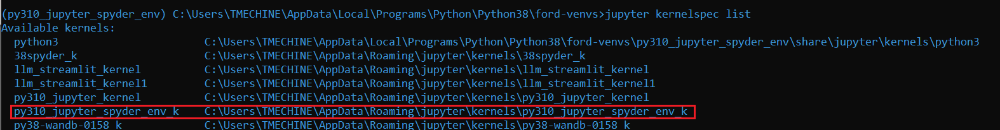 (py310_jupyter_spyder_env) C:\Users\TMECHINE\AppData\Local\Programs\Python\Python38\ford-venvs>jupyter kernelspec list
Available kernels:
  python3                    C:\Users\TMECHINE\AppData\Local\Programs\Python\Python38\ford-venvs\py310_jupyter_spyder_env\share\jupyter\kernels\python3
  38spyder_k                 C:\Users\TMECHINE\AppData\Roaming\jupyter\kernels\38spyder_k
  llm_streamlit_kernel       C:\Users\TMECHINE\AppData\Roaming\jupyter\kernels\llm_streamlit_kernel
  llm_streamlit_kernel1      C:\Users\TMECHINE\AppData\Roaming\jupyter\kernels\llm_streamlit_kernel1
  py310_jupyter_kernel       C:\Users\TMECHINE\AppData\Roaming\jupyter\kernels\py310_jupyter_kernel
  py310_jupyter_spyder_env_k    C:\Users\TMECHINE\AppData\Roaming\jupyter\kernels\py310_jupyter_spyder_env_k
  py38-wandb-0158_k          C:\Users\TMECHINE\AppData\Roaming\jupyter\kernels\py38-wandb-0158_k